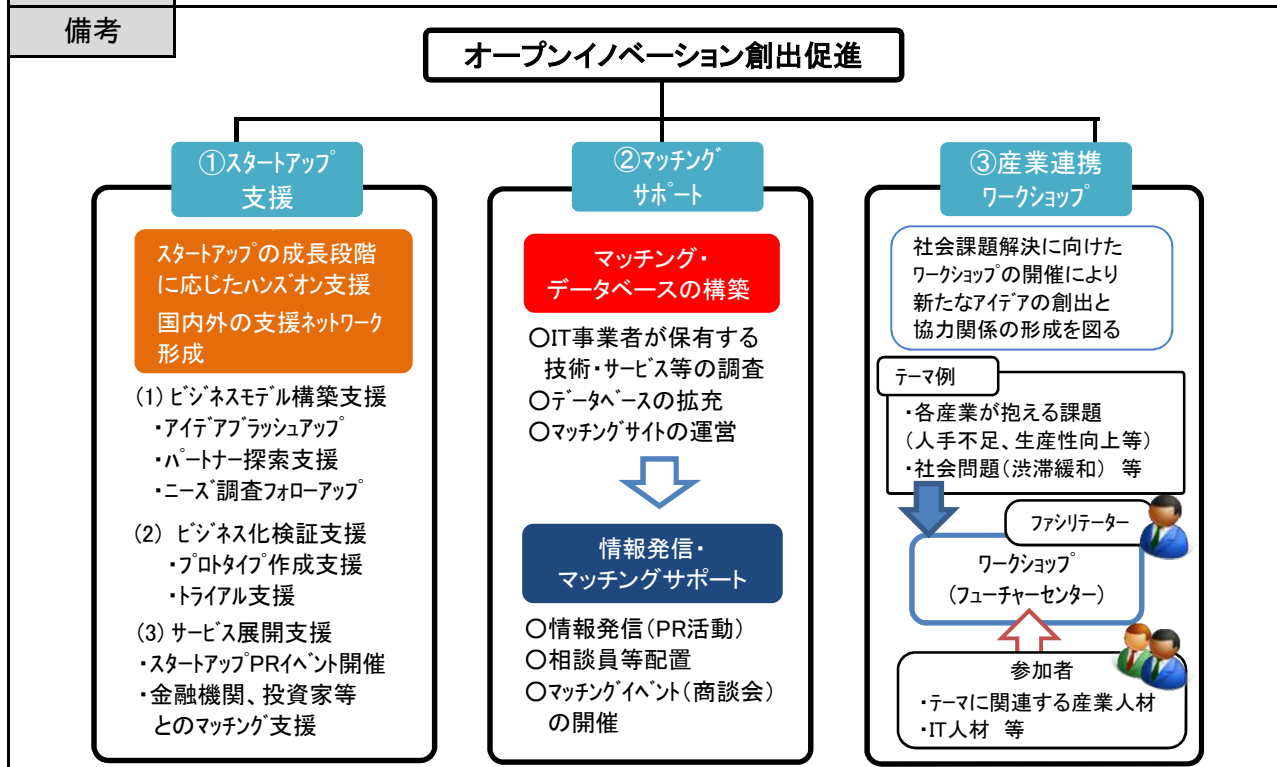 備考
オープンイノベーション創出促進
①ｽﾀｰﾄｱｯﾌﾟ
支援
スタートアップの成長段階
に応じたﾊﾝｽﾞｵﾝ支援
国内外の支援ﾈｯﾄﾜｰｸ
形成
(1) ﾋﾞｼﾞﾈｽﾓﾃﾞﾙ構築支援
・ｱｲﾃﾞｱﾌﾞﾗｯｼｭｱｯﾌﾟ
・ﾊﾟｰﾄﾅｰ探索支援
・ﾆｰｽﾞ調査ﾌｫﾛｰｱｯﾌﾟ
(2) ﾋﾞｼﾞﾈｽ化検証支援
・ﾌﾟﾛﾄﾀｲﾌﾟ作成支援
・ﾄﾗｲｱﾙ支援
(3) サービス展開支援
・ｽﾀｰﾄｱｯﾌﾟPRｲﾍﾞﾝﾄ開催
・金融機関、投資家等
とのマッチング支援
②ﾏｯﾁﾝｸﾞ
ｻﾎﾟｰﾄ
マッチング・
データベースの構築
○IT事業者が保有する
技術・サービス等の調査
○ﾃﾞｰﾀﾍﾞｰｽの拡充
○ﾏｯﾁﾝｸﾞｻｲﾄの運営
情報発信・
マッチングサポート
○情報発信(PR活動)
○相談員等配置
○ﾏｯﾁﾝｸﾞｲﾍﾞﾝﾄ(商談会)
の開催
③産業連携
ﾜｰｸｼｮｯﾌﾟ
社会課題解決に向けた
ﾜｰｸｼｮｯﾌﾟの開催により
新たなｱｲﾃﾞｱの創出と
協力関係の形成を図る
テーマ例
・各産業が抱える課題
(人手不足、生産性向上等)
・社会問題(渋滞緩和)　等
ﾌｧｼﾘﾃｰﾀｰ
ﾜｰｸｼｮｯﾌﾟ
(フューチャーセンター)
参加者
・ﾃｰﾏに関連する産業人材
・IT人材　等